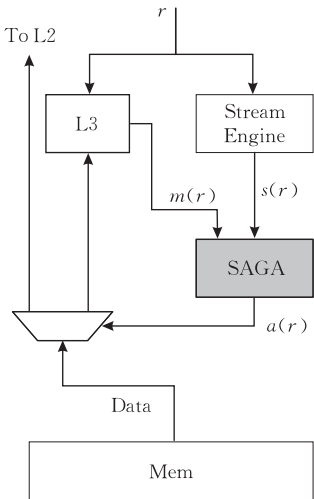 r
To L2
L3
Stream
Engine
m(r)
s(r)
SAGA
a(r)
Data
Mem